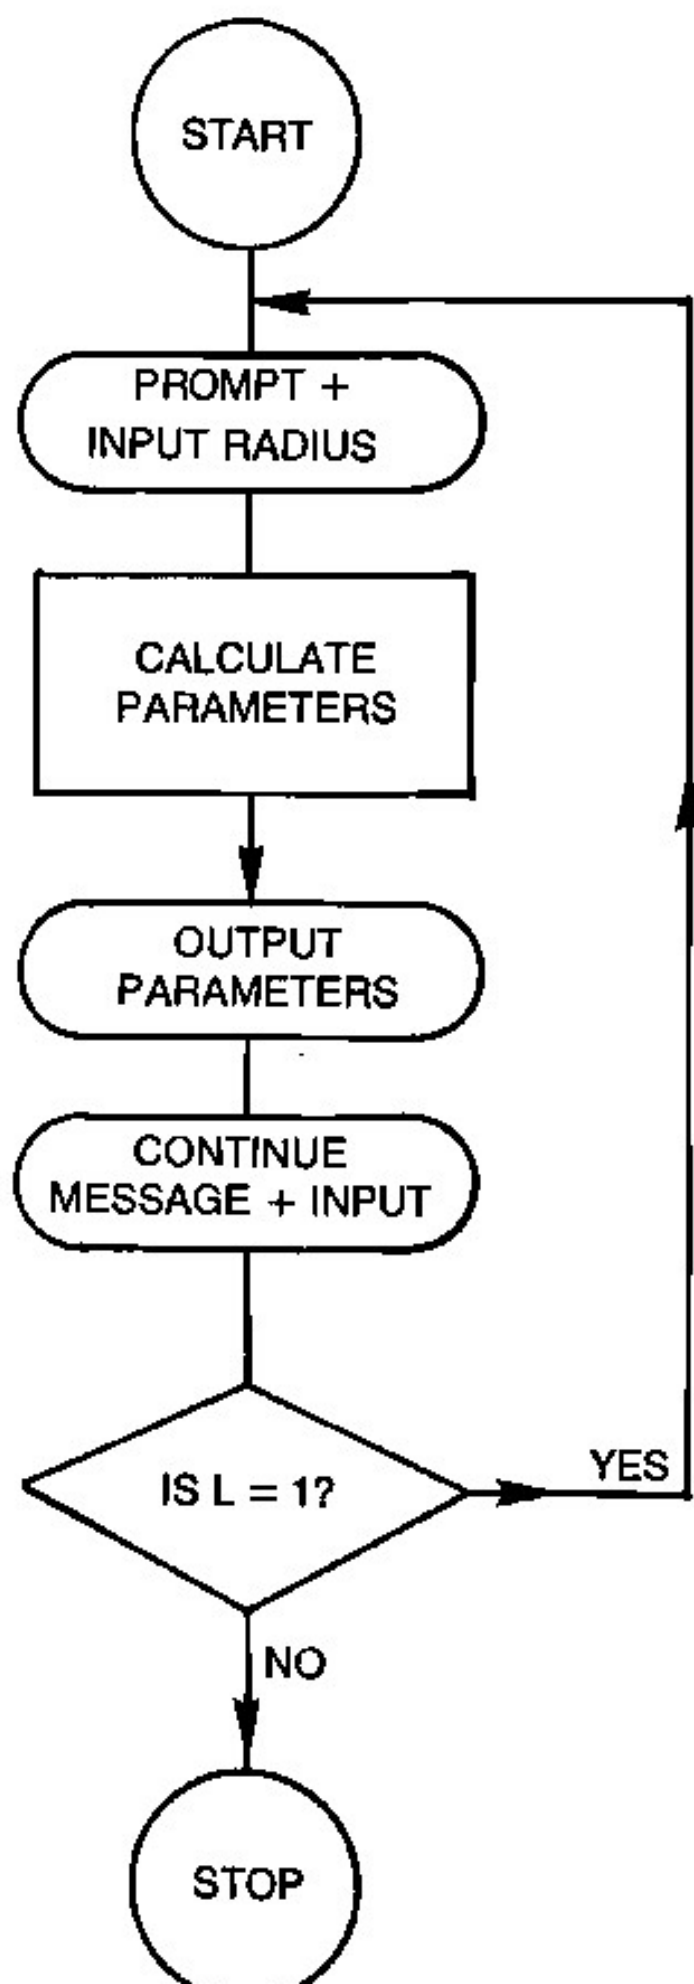 START
PROMPT +
INPUT RADIUS
CALCULATE
PARAMETERS
OUTPUT
PARAMETERS
CONTINUE
MESSAGE + INPUT
IS L = 1?
YES
NO
STOP